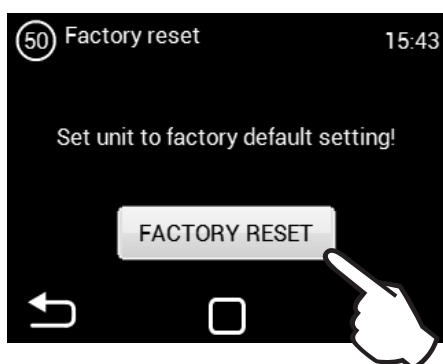 50 Factory reset 15:43
Set unit to factory default setting!
FACTORY RESET